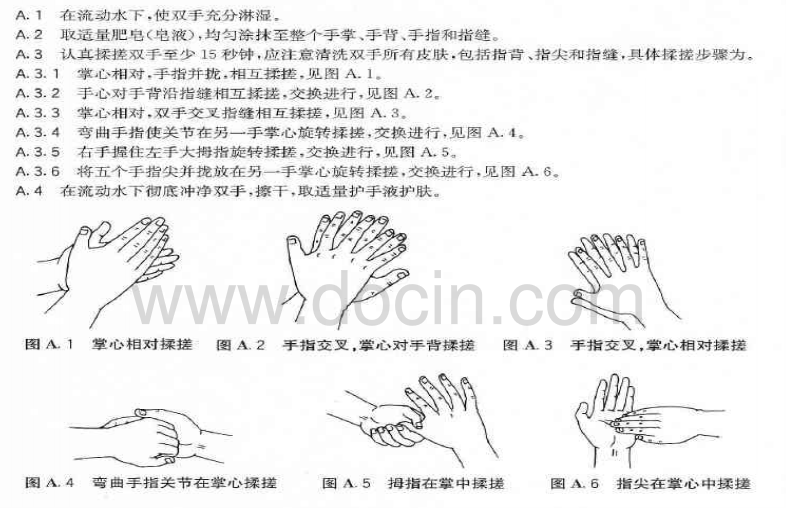 A.1 在流动水下,使双手充分淋湿。
A.2 取适量肥皂(皂液),均匀涂抹至整个手掌、手背、手指和指缝。
A.3 认真揉搓双手至少15秒钟,应注意清洗双手所有皮肤,包括指背、指尖和指缝,具体揉搓步骤为。
A.3.1 掌心相对,手指并拢,相互揉搓,见图 A.1。
A.3.2 手心对手背沿指缝相互揉搓,交换进行,见图 A.2。
A.3.3 掌心相对,双手交叉指缝相互揉搓,见图 A.3。
A.3.4 弯曲手指使关节在另一手掌心旋转揉搓,交换进行,见图 A.4。
A.3.5 右手握住左手大拇指旋转揉搓,交换进行,见图 A.5。
A.3.6 将五个手指尖并拢放在另一手掌心旋转揉搓,交换进行,见图 A.6。
A.4 在流动水下彻底冲净双手,擦干,取适量护手液护肤。
www.docin.com
图 A.1 掌心相对揉搓 图 A.2 手指交叉,掌心对手背揉搓 图 A.3 手指交叉,掌心相对揉搓
图 A.4 弯曲手指关节在掌心揉搓 图 A.5 拇指在掌中揉搓 图 A.6 指尖在掌心中揉搓